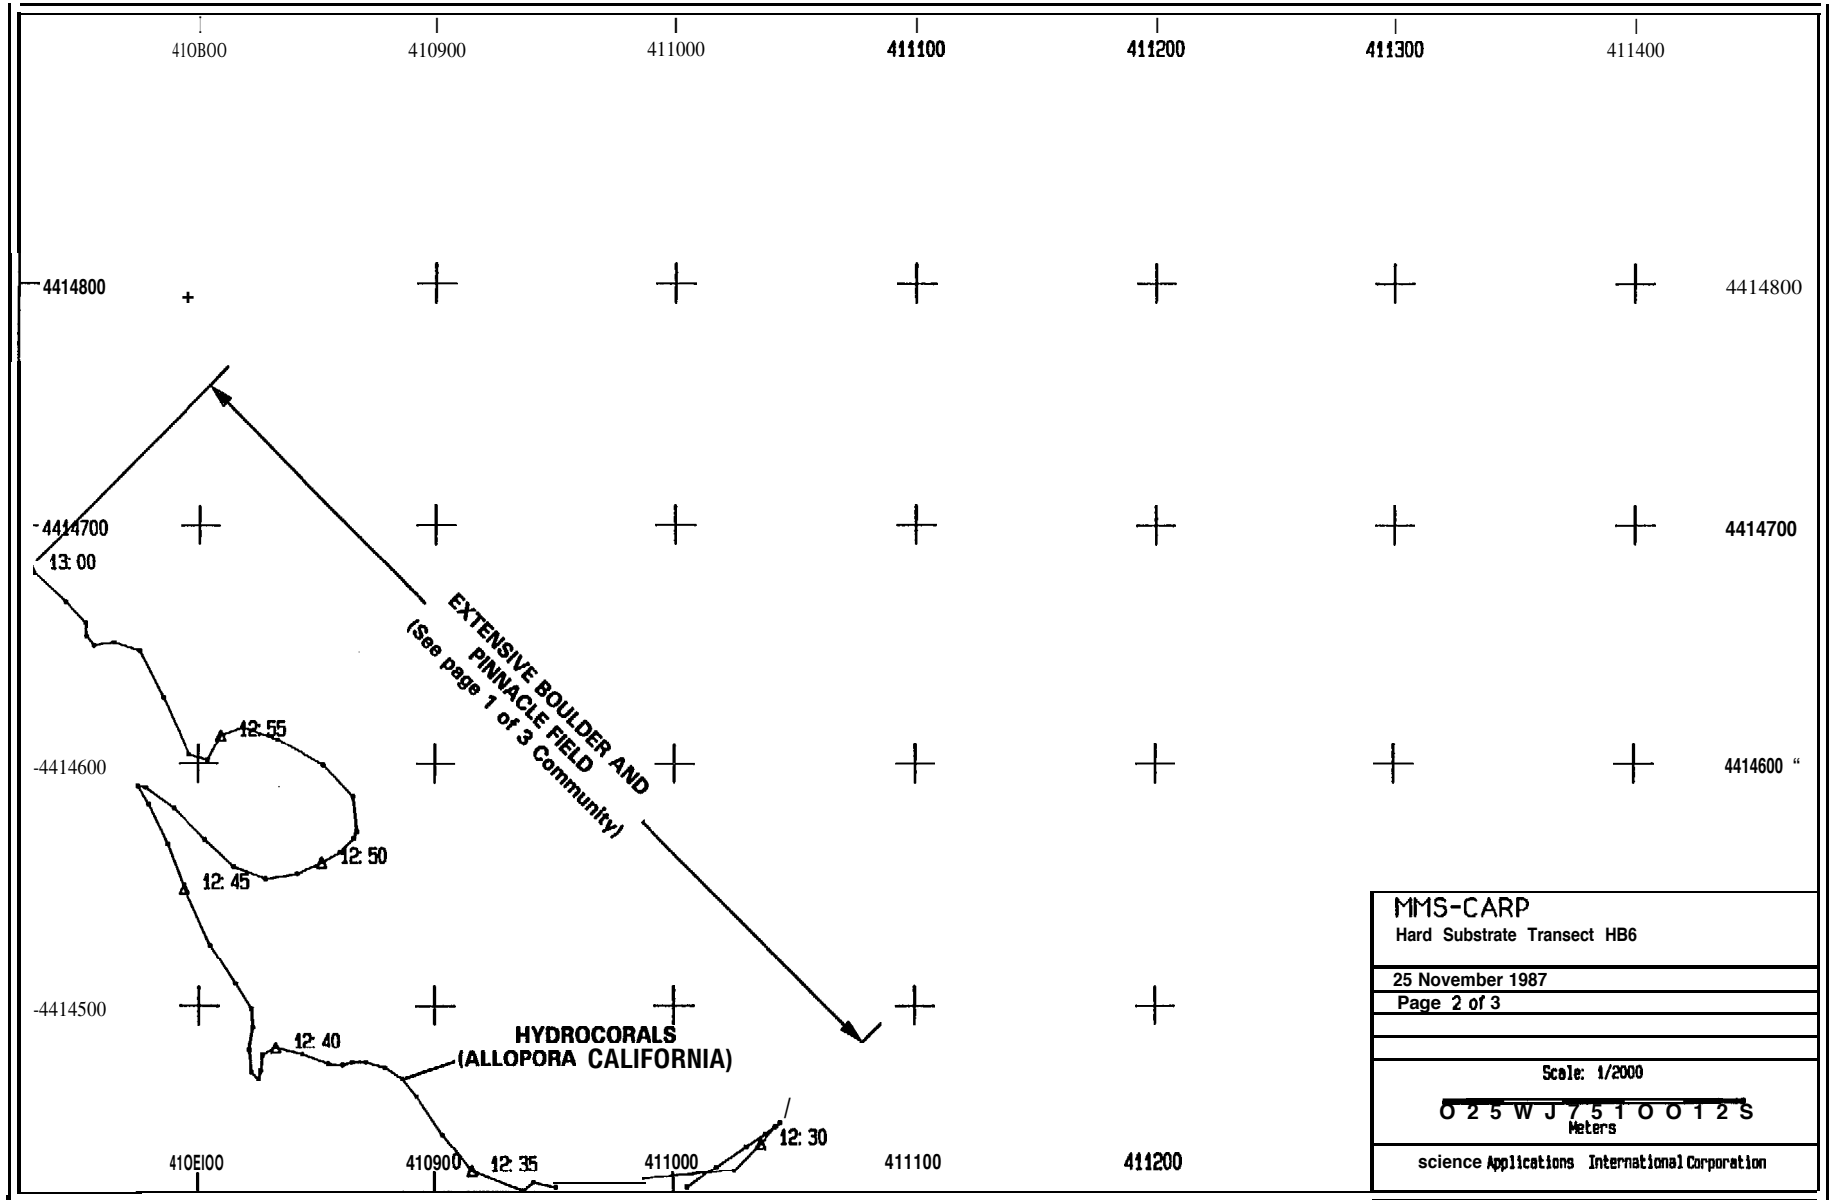 410B00 410900 411000 411100 411200 411300 411400
4414800 4414800
4414700 4414700
13:00
EXTENSIVE BOULDER AND
PINNACLE FIELD
(See page 1 of 3 Community)
12:55
-4414600 4414600 “
12:50
12:45
MMS-CARP
Hard Substrate Transect HB6
25 November 1987
Page 2 of 3
-4414500
HYDROCORALS
(ALLOPORA CALIFORNIA)
12:40
Scale: 1/2000
O 2 5 W J 7 5 1 O O 1 2 S
Meters
12:30
12:35
410E100 410900 411000 411100 411200
science Applications International Corporation